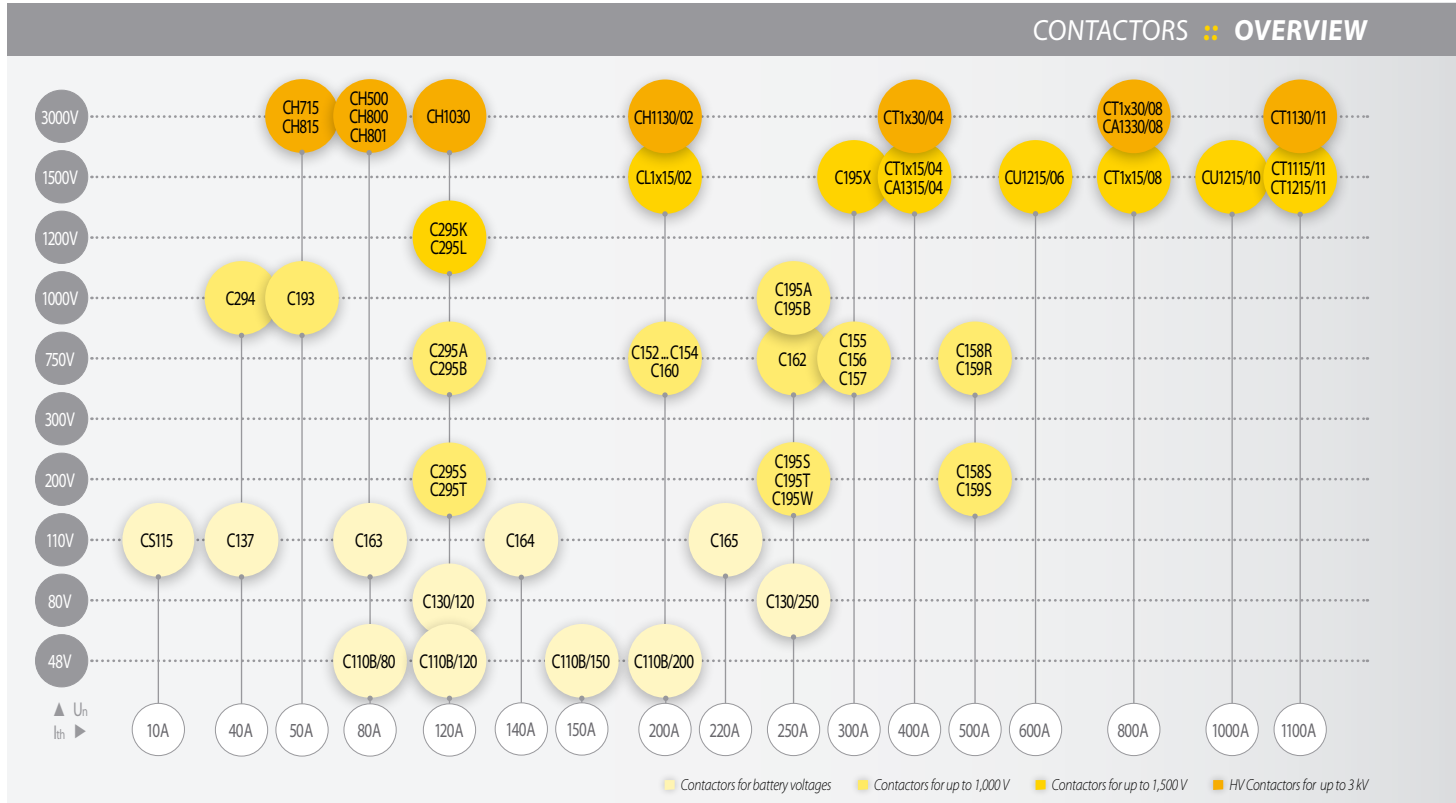 CONTACTORS :: OVERVIEW
3000V
CH715
CH815
CH500
CH800
CH801
CH1030
CH1130/02
CT1x30/04
CT1x30/08
CA1330/08
CT1130/11
1500V
CL1x15/02
C195X
CT1x15/04
CA1315/04
CU1215/06
CT1x15/08
CU1215/10
CT1115/11
CT1215/11
1200V
C295K
C295L
1000V
C294
C193
C195A
C195B
750V
C295A
C295B
C152...C154
C160
C162
C155
C156
C157
C158R
C159R
300V
200V
C295S
C295T
C195S
C195T
C195W
C158S
C159S
110V
CS115
C137
C163
C164
C165
80V
C130/120
C130/250
48V
C110B/80
C110B/120
C110B/150
C110B/200
▲ Un
Ith ▶
10A
40A
50A
80A
120A
140A
150A
200A
220A
250A
300A
400A
500A
600A
800A
1000A
1100A
Contactors for battery voltages
Contactors for up to 1,000 V
Contactors for up to 1,500 V
HV Contactors for up to 3 kV